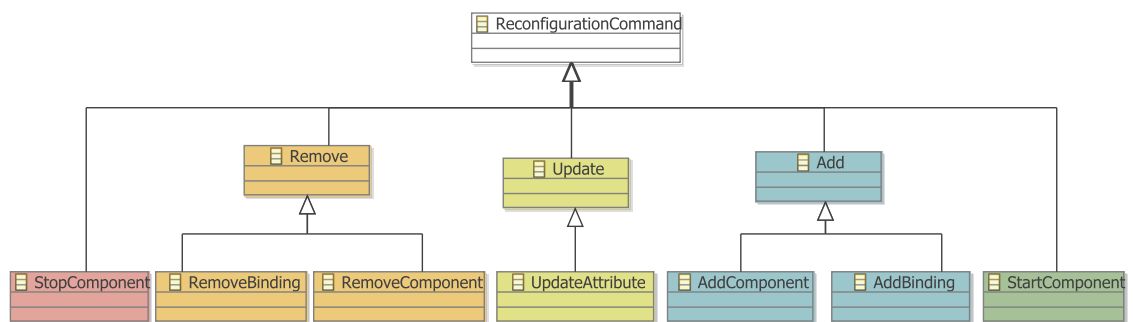 ReconfigurationCommand
Remove
Update
Add
StopComponent
RemoveBinding
RemoveComponent
UpdateAttribute
AddComponent
AddBinding
StartComponent